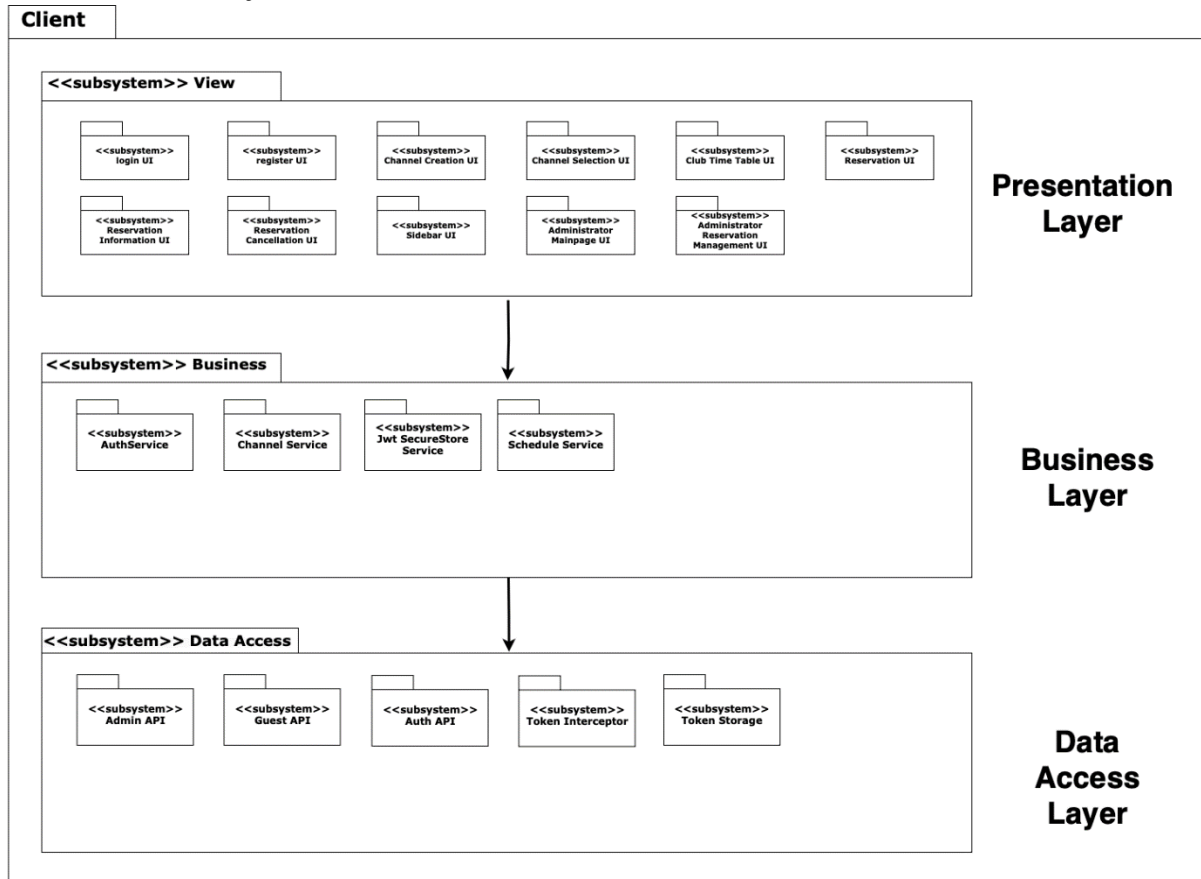 Client
<<subsystem>> View
<<subsystem>>
login UI
<<subsystem>>
register UI
<<subsystem>>
Channel Creation UI
<<subsystem>>
Channel Selection UI
<<subsystem>>
Club Time Table UI
<<subsystem>>
Reservation UI
<<subsystem>>
Reservation
Information UI
<<subsystem>>
Reservation
Cancellation UI
<<subsystem>>
Sidebar UI
<<subsystem>>
Administrator
Mainpage UI
<<subsystem>>
Administrator
Reservation
Management UI
Presentation
Layer
<<subsystem>> Business
<<subsystem>>
AuthService
<<subsystem>>
Channel Service
<<subsystem>>
Jwt SecureStore
Service
<<subsystem>>
Schedule Service
Business
Layer
<<subsystem>> Data Access
<<subsystem>>
Admin API
<<subsystem>>
Guest API
<<subsystem>>
Auth API
<<subsystem>>
Token Interceptor
<<subsystem>>
Token Storage
Data
Access
Layer